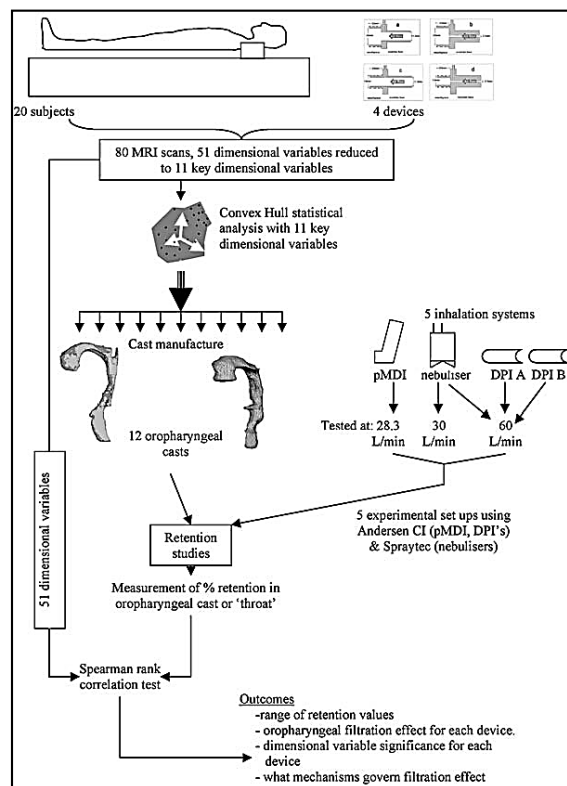 20 subjects
4 devices
a
b
c
d
80 MRI scans, 51 dimensional variables reduced
to 11 key dimensional variables
Convex Hull statistical
analysis with 11 key
dimensional variables
Cast manufacture
12 oropharyngeal
casts
5 inhalation systems
pMDI
nebuliser
DPI A
DPI B
Tested at: 28.3
L/min
30
L/min
60
L/min
5 experimental set ups using
Andersen CI (pMDI, DPI's)
& Spraytec (nebulisers)
51 dimensional variables
Retention
studies
Measurement of % retention in
oropharyngeal cast or 'throat'
Spearman rank
correlation test
Outcomes
-range of retention values
- oropharyngeal filtration effect for each device.
- dimensional variable significance for each
device
- what mechanisms govern filtration effect